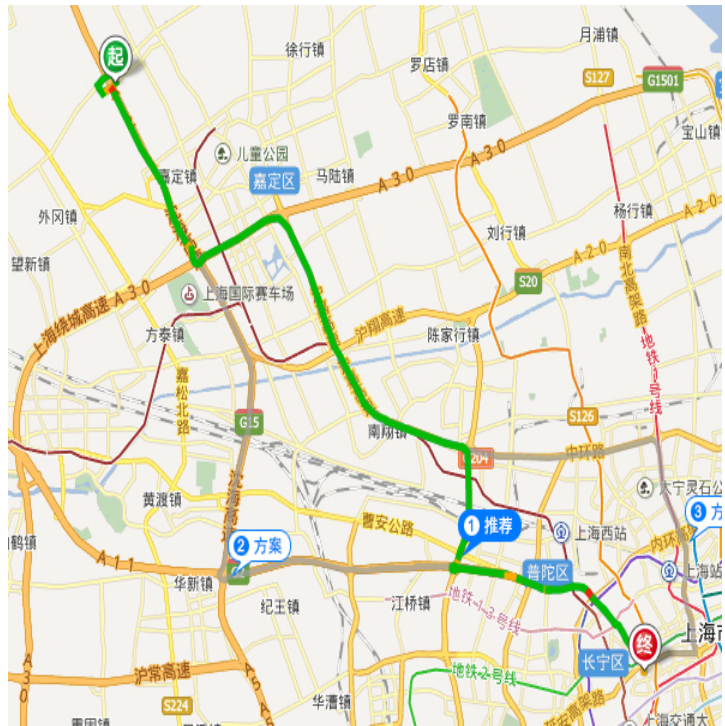 起
徐行镇
月浦镇
罗店镇
S127
G1501
罗南镇
宝山镇
儿童公园
嘉定镇
马陆镇
嘉定区
A30
外冈镇
杨行镇
刘行镇
望新镇
A20
南北高架路
S20
上海绕城高速 A30
上海国际赛车场
方泰镇
沪翔高速
陈家行镇
地铁1号线
嘉松北路
G15
S126
南翔镇
G204
中环路
沈海高速
大宁灵石公
黄渡镇
曹安公路
1 推荐
3 方
2 方案
上海西站
内环
鹤镇
A11
普陀区
上海站
华新镇
纪王镇
江桥镇
地铁13号线
终
上海市
长宁区
沪常高速
地铁2号线
A30
S224
A5
华漕镇
上海交通大